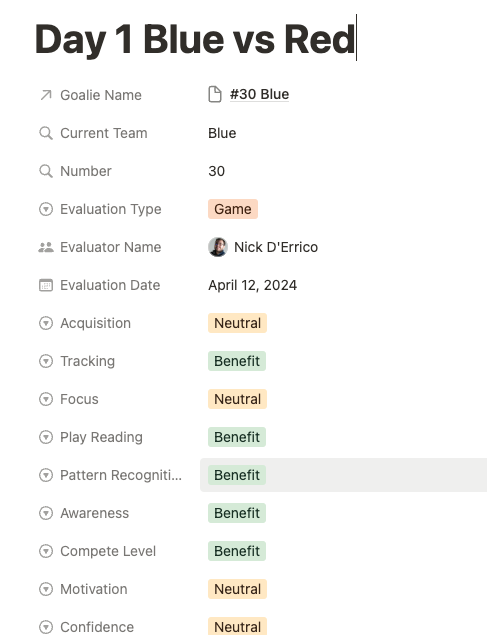 Day 1 Blue vs Red
Goalie Name #30 Blue
Current Team Blue
Number 30
Evaluation Type Game
Evaluator Name Nick D'Errico
Evaluation Date April 12, 2024
Acquisition Neutral
Tracking Benefit
Focus Neutral
Play Reading Benefit
Pattern Recogniti... Benefit
Awareness Benefit
Compete Level Benefit
Motivation Neutral
Confidence Neutral